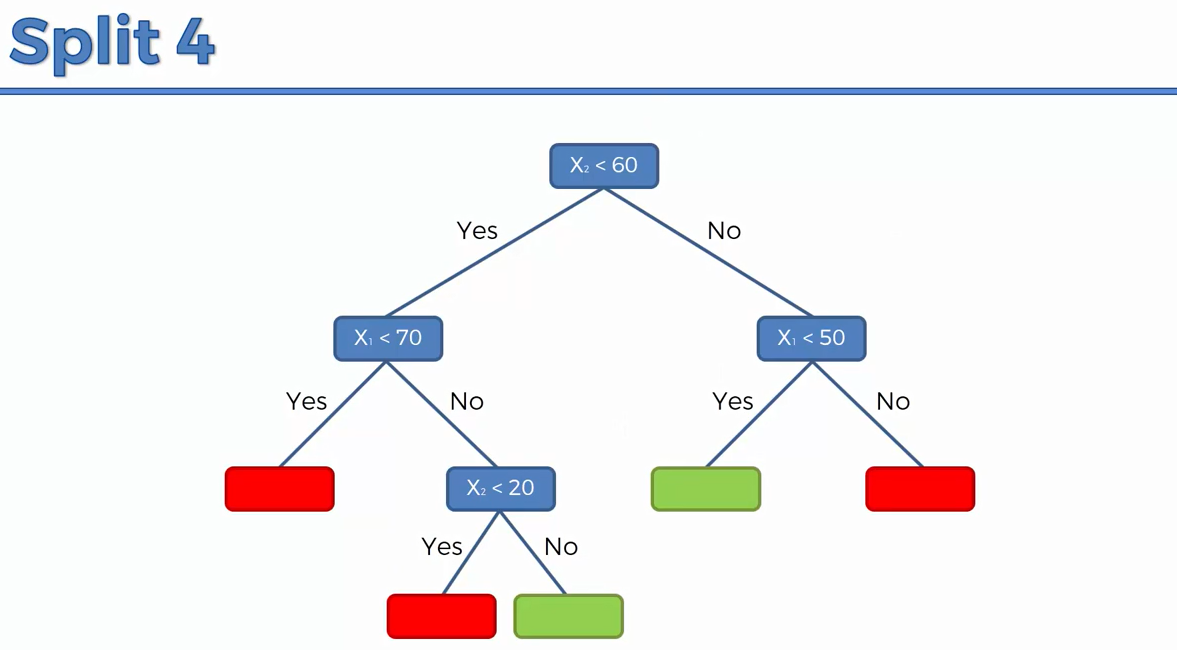 Split 4
X₂ < 60
Yes
No
X₁ < 70
X₁ < 50
Yes
No
Yes
No
X₂ < 20
Yes
No